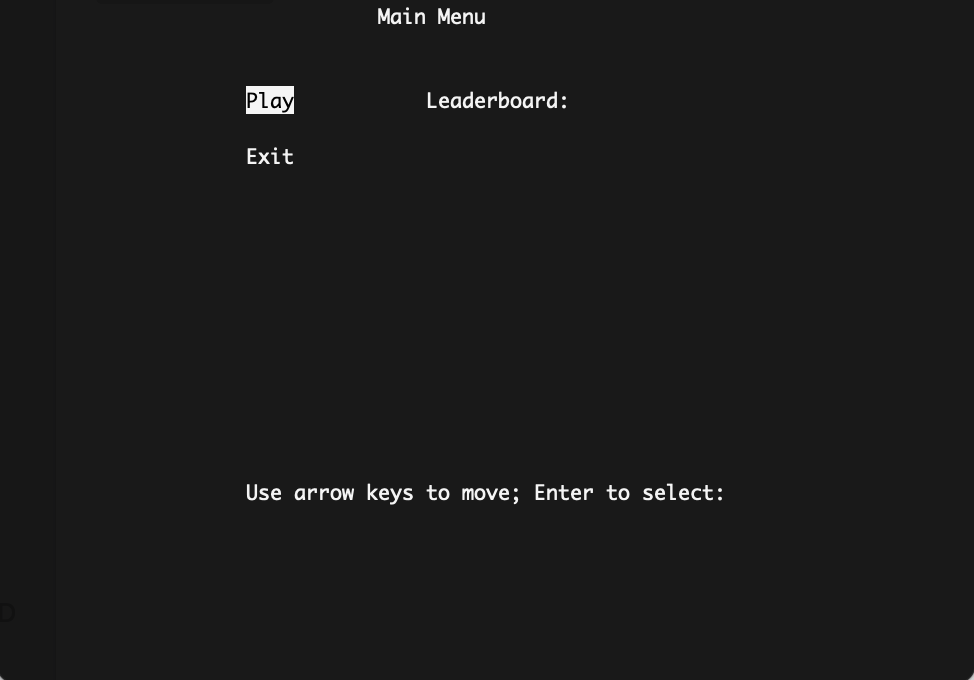 Main Menu
Play Leaderboard:
Exit
Use arrow keys to move; Enter to select:
D